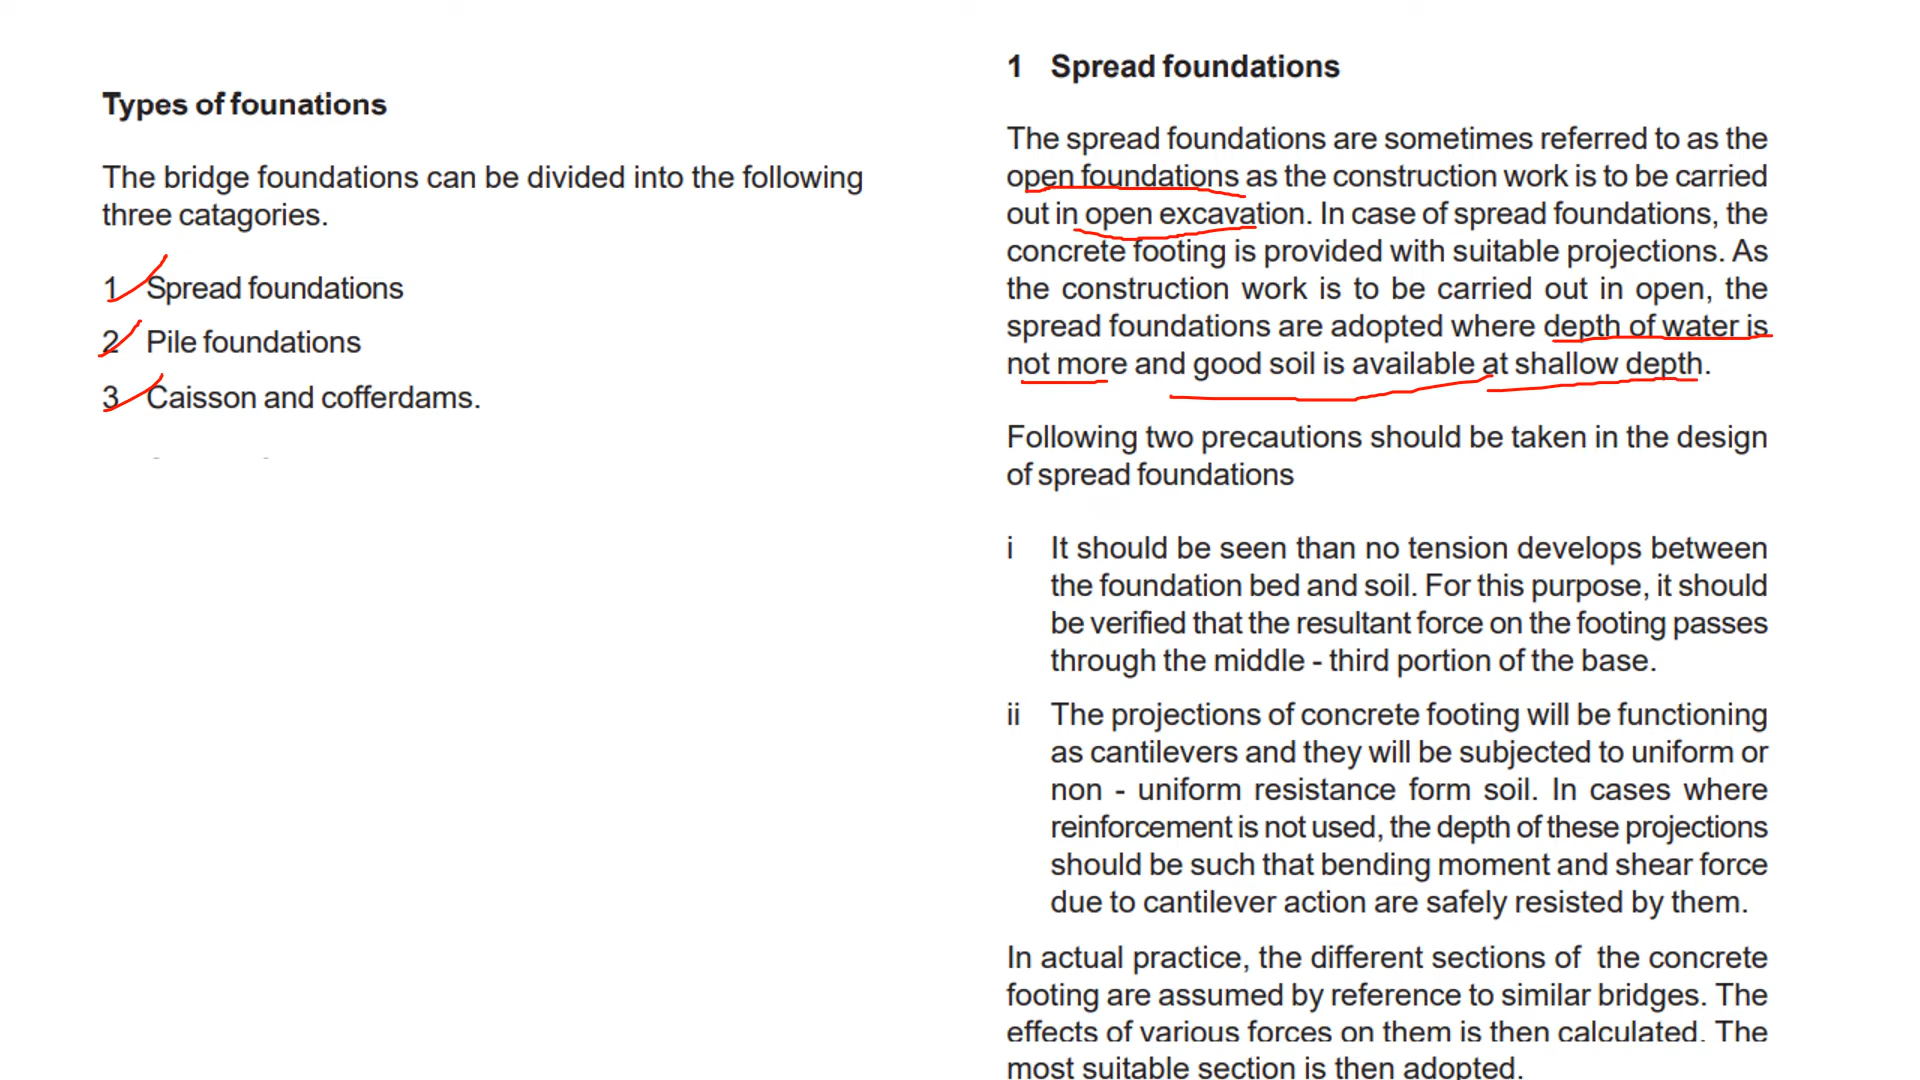 Types of founations
The bridge foundations can be divided into the following
three catagories.
1 Spread foundations
2 Pile foundations
3 Caisson and cofferdams.
1 Spread foundations
The spread foundations are sometimes referred to as the
open foundations as the construction work is to be carried
out in open excavation. In case of spread foundations, the
concrete footing is provided with suitable projections. As
the construction work is to be carried out in open, the
spread foundations are adopted where depth of water is
not more and good soil is available at shallow depth.
Following two precautions should be taken in the design
of spread foundations
i It should be seen than no tension develops between
the foundation bed and soil. For this purpose, it should
be verified that the resultant force on the footing passes
through the middle - third portion of the base.
ii The projections of concrete footing will be functioning
as cantilevers and they will be subjected to uniform or
non - uniform resistance form soil. In cases where
reinforcement is not used, the depth of these projections
should be such that bending moment and shear force
due to cantilever action are safely resisted by them.
In actual practice, the different sections of the concrete
footing are assumed by reference to similar bridges. The
effects of various forces on them is then calculated. The
most suitable section is then adopted.